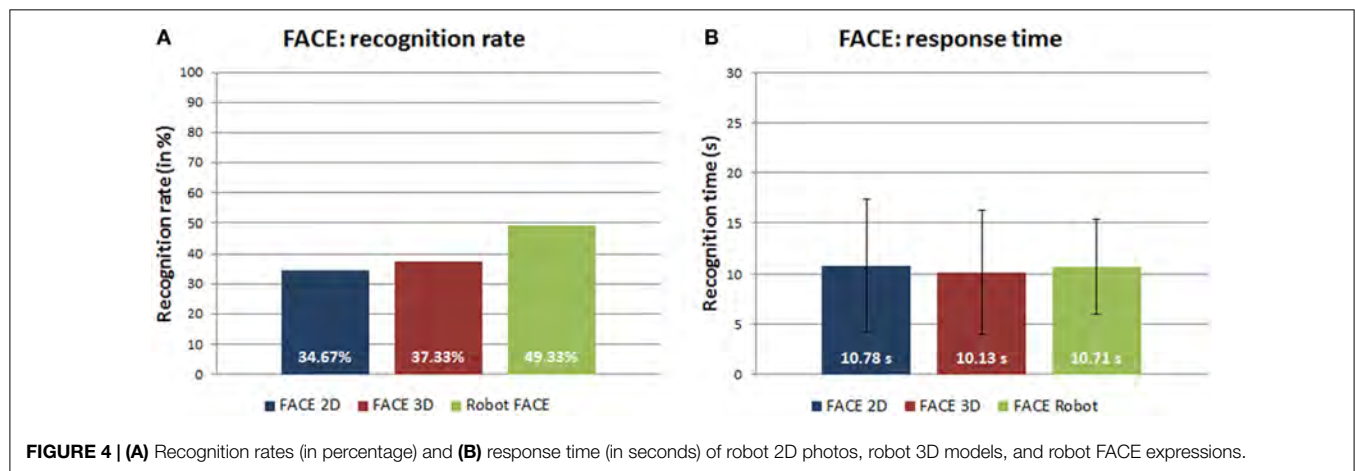 A
FACE: recognition rate
Recognition rate (in %)
100
90
80
70
60
50
40
30
20
10
0
34.67%
37.33%
49.33%
FACE 2D
FACE 3D
Robot FACE
B
FACE: response time
Recognition time (s)
30
25
20
15
10
5
0
10.78 s
10.13 s
10.71 s
FACE 2D
FACE 3D
FACE Robot
FIGURE 4 | (A) Recognition rates (in percentage) and (B) response time (in seconds) of robot 2D photos, robot 3D models, and robot FACE expressions.